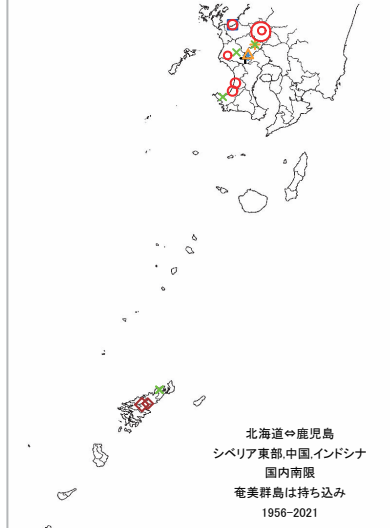 北海道⇔鹿児島
シベリア東部,中国,インドシナ
国内南限
奄美群島は持ち込み
1956-2021